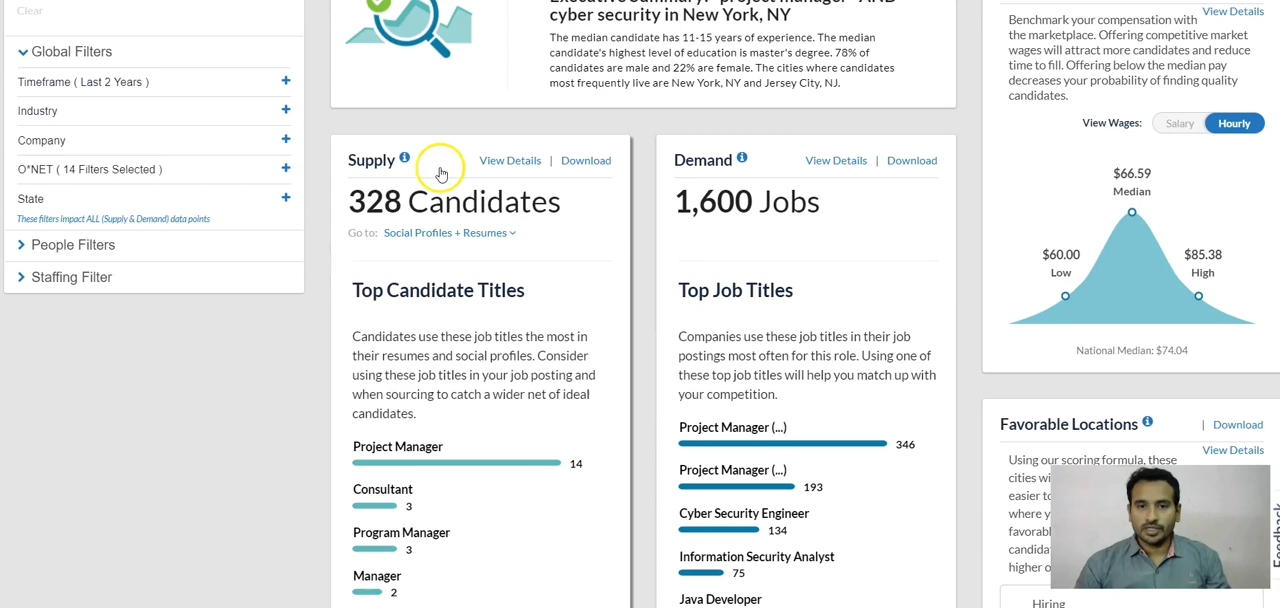 Clear
Global Filters
Timeframe ( Last 2 Years )
Industry
Company
O*NET ( 14 Filters Selected )
State
These filters impact ALL (Supply & Demand) data points
People Filters
Staffing Filter
cyber security in New York, NY
The median candidate has 11-15 years of experience. The median
candidate's highest level of education is master's degree. 78% of
candidates are male and 22% are female. The cities where candidates
most frequently live are New York, NY and Jersey City, NJ.
Supply
View Details | Download
328 Candidates
Go to: Social Profiles + Resumes
Top Candidate Titles
Candidates use these job titles the most in
their resumes and social profiles. Consider
using these job titles in your job posting and
when sourcing to catch a wider net of ideal
candidates.
Project Manager
14
Consultant
3
Program Manager
3
Manager
2
Demand
View Details | Download
1,600 Jobs
Top Job Titles
Companies use these job titles in their job
postings most often for this role. Using one of
these top job titles will help you match up with
your competition.
Project Manager (...)
346
Project Manager (...)
193
Cyber Security Engineer
134
Information Security Analyst
75
Java Developer
View Details
Benchmark your compensation with
the marketplace. Offering competitive market
wages will attract more candidates and reduce
time to fill. Offering below the median pay
decreases your probability of finding quality
candidates.
View Wages: Salary Hourly
$66.59
Median
$60.00
Low
$85.38
High
National Median: $74.04
Favorable Locations
| Download
View Details
Using our scoring formula, these
cities
easier
where
candida
higher
Hiring
Feedback